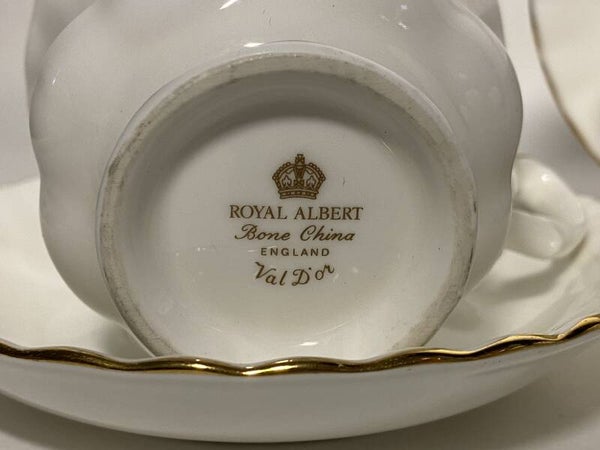 ROYAL ALBERT
Bone China
ENGLAND
Val D'or